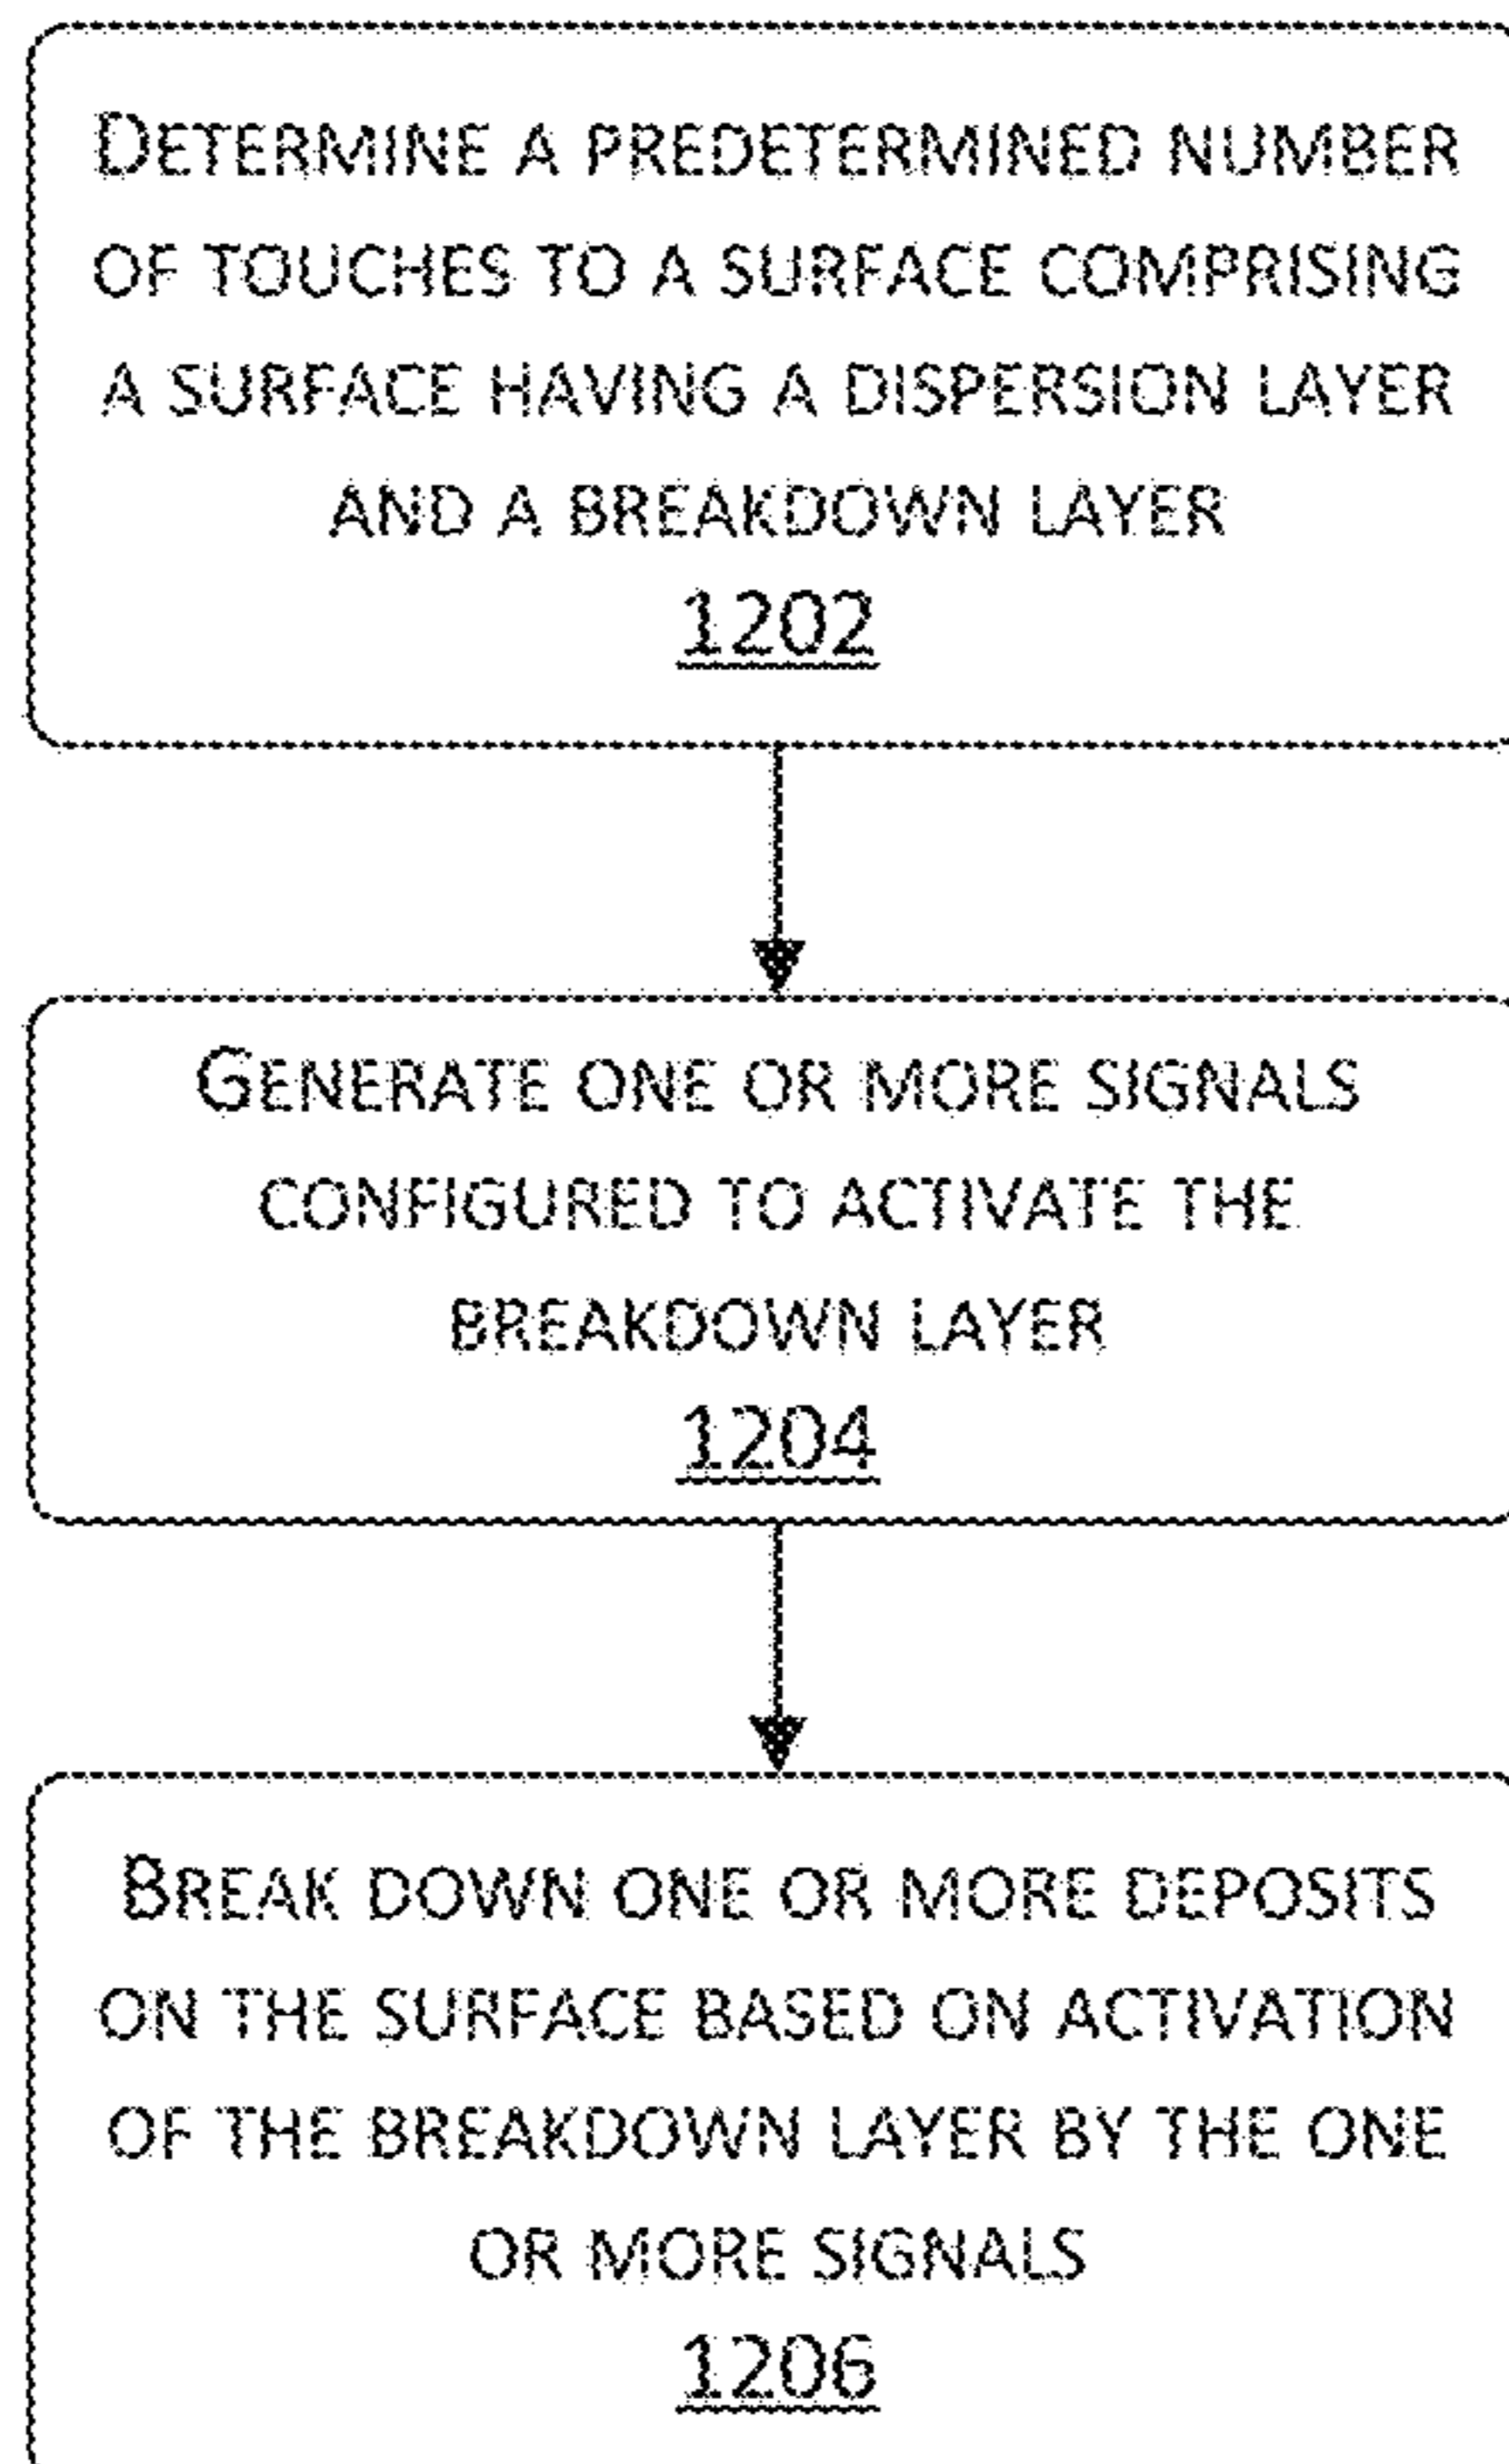 DETERMINE A PREDETERMINED NUMBER
OF TOUCHES TO A SURFACE COMPRISING
A SURFACE HAVING A DISPERSION LAYER
AND A BREAKDOWN LAYER
1202
GENERATE ONE OR MORE SIGNALS
CONFIGURED TO ACTIVATE THE
BREAKDOWN LAYER
1204
BREAK DOWN ONE OR MORE DEPOSITS
ON THE SURFACE BASED ON ACTIVATION
OF THE BREAKDOWN LAYER BY THE ONE
OR MORE SIGNALS
1206